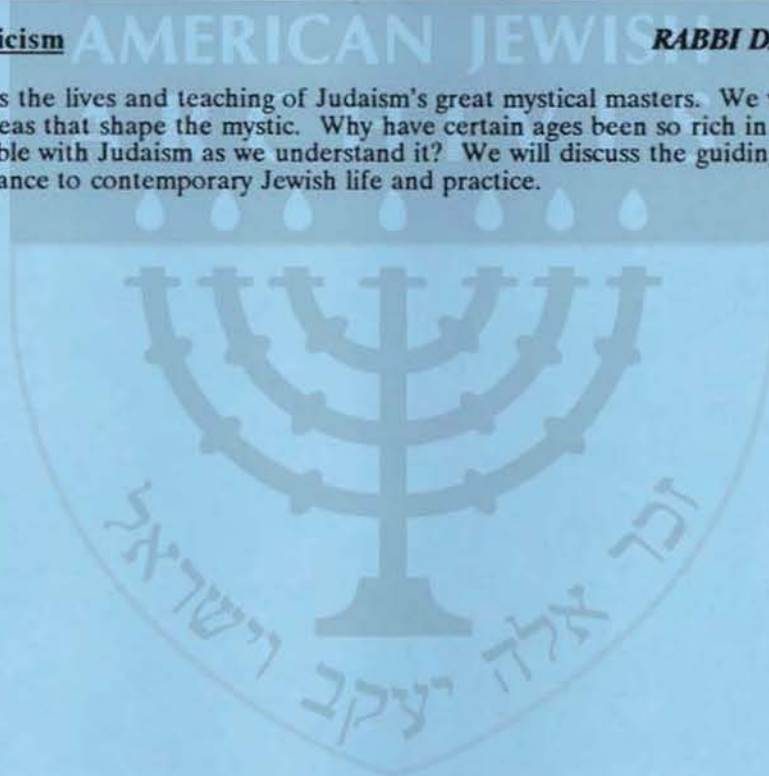 icism AMERICAN JEWISH RABBI D
s the lives and teaching of Judaism's great mystical masters. We
eas that shape the mystic. Why have certain ages been so rich in
ble with Judaism as we understand it? We will discuss the guidin
ance to contemporary Jewish life and practice.
זכר אלה יעקב וישראל